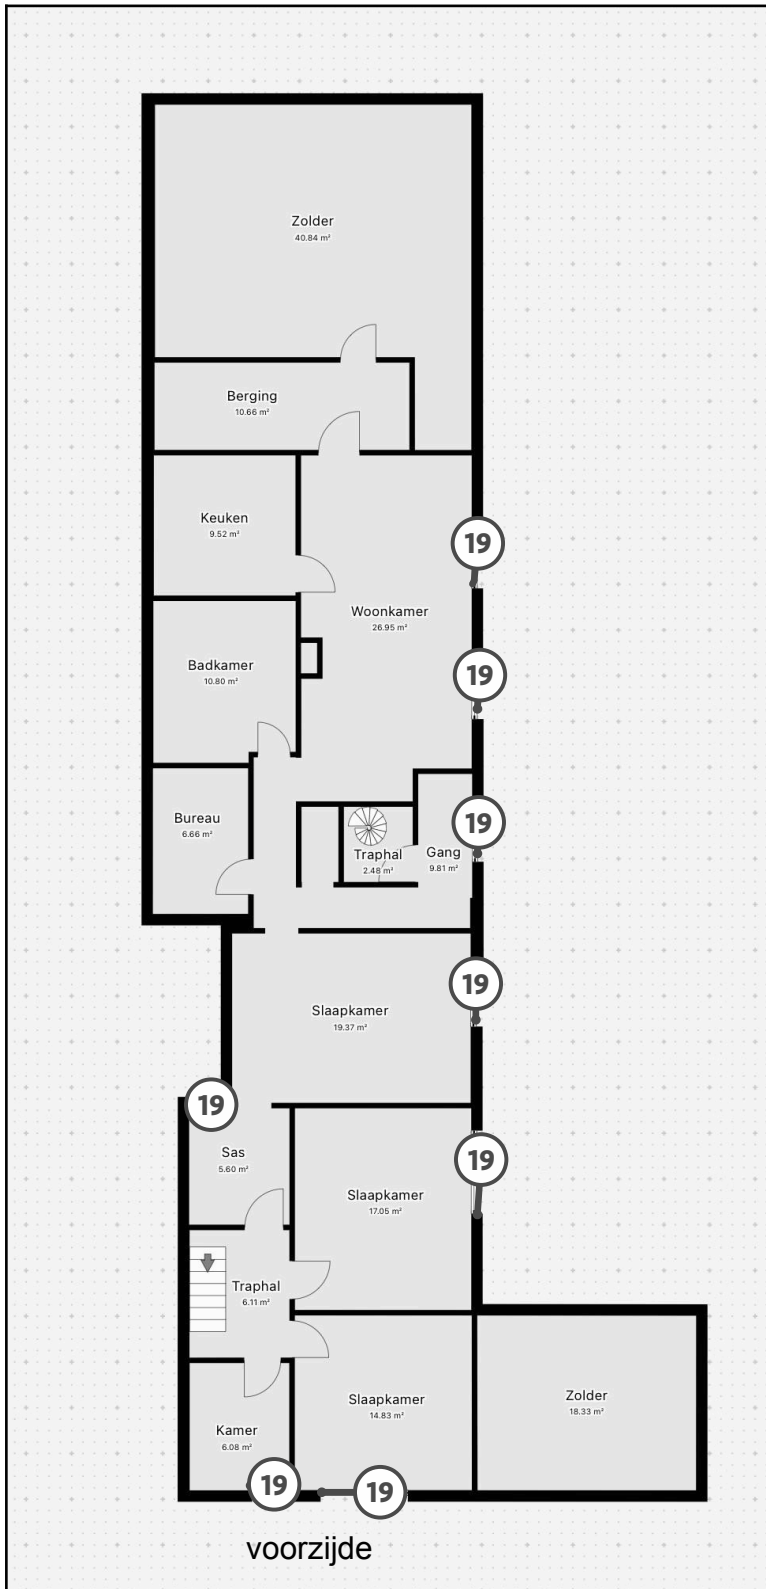 Zolder
40.84 m²
Berging
10.66 m²
Keuken
9.52 m²
19
Woonkamer
26.95 m²
Badkamer
10.80 m²
19
Bureau
6.66 m²
19
Traphal
2.48 m²
Gang
9.81 m²
19
Slaapkamer
19.37 m²
19
Sas
5.60 m²
19
Slaapkamer
17.05 m²
Traphal
6.11 m²
Slaapkamer
14.83 m²
Zolder
18.33 m²
Kamer
6.08 m²
19
19
voorzijde